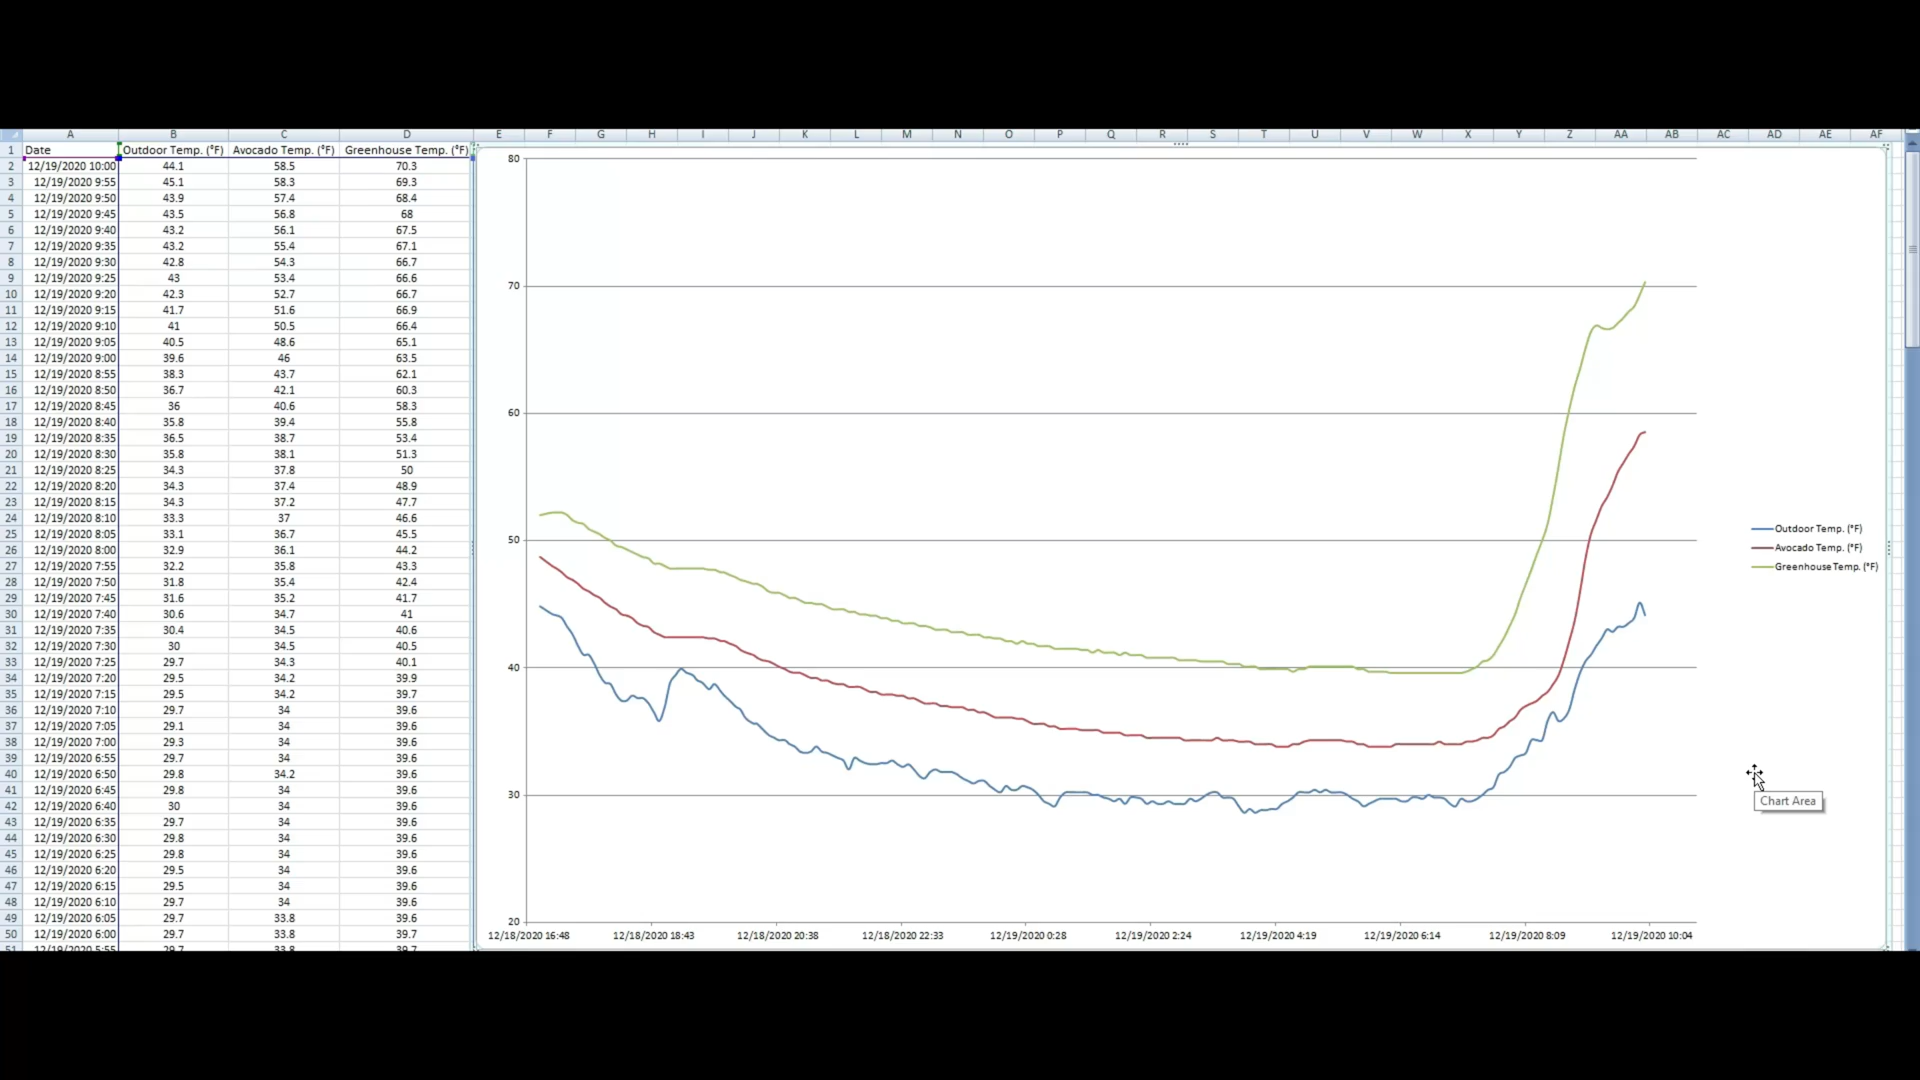 A B C D E F G H I J K L M N O P Q R S T U V W X Y Z AA AB AC AD AE AF
1 Date Outdoor Temp. (°F) Avocado Temp. (°F) Greenhouse Temp. (°F)
2 12/19/2020 10:00 44.1 58.5 70.3
3 12/19/2020 9:55 45.1 58.3 69.3
4 12/19/2020 9:50 43.9 57.4 68.4
5 12/19/2020 9:45 43.5 56.8 68
6 12/19/2020 9:40 43.2 56.1 67.5
7 12/19/2020 9:35 43.2 55.4 67.1
8 12/19/2020 9:30 42.8 54.3 66.7
9 12/19/2020 9:25 43 53.4 66.6
10 12/19/2020 9:20 42.3 52.7 66.7
11 12/19/2020 9:15 41.7 51.6 66.9
12 12/19/2020 9:10 41 50.5 66.4
13 12/19/2020 9:05 40.5 48.6 65.1
14 12/19/2020 9:00 39.6 46 63.5
15 12/19/2020 8:55 38.3 43.7 62.1
16 12/19/2020 8:50 36.7 42.1 60.3
17 12/19/2020 8:45 36 40.6 58.3
18 12/19/2020 8:40 35.8 39.4 55.8
19 12/19/2020 8:35 36.5 38.7 53.4
20 12/19/2020 8:30 35.8 38.1 51.3
21 12/19/2020 8:25 34.3 37.8 50
22 12/19/2020 8:20 34.3 37.4 48.9
23 12/19/2020 8:15 34.3 37.2 47.7
24 12/19/2020 8:10 33.3 37 46.6
25 12/19/2020 8:05 33.1 36.7 45.5
26 12/19/2020 8:00 32.9 36.1 44.2
27 12/19/2020 7:55 32.2 35.8 43.3
28 12/19/2020 7:50 31.8 35.4 42.4
29 12/19/2020 7:45 31.6 35.2 41.7
30 12/19/2020 7:40 30.6 34.7 41
31 12/19/2020 7:35 30.4 34.5 40.6
32 12/19/2020 7:30 30 34.5 40.5
33 12/19/2020 7:25 29.7 34.3 40.1
34 12/19/2020 7:20 29.5 34.2 39.9
35 12/19/2020 7:15 29.5 34.2 39.7
36 12/19/2020 7:10 29.7 34 39.6
37 12/19/2020 7:05 29.1 34 39.6
38 12/19/2020 7:00 29.3 34 39.6
39 12/19/2020 6:55 29.7 34 39.6
40 12/19/2020 6:50 29.8 34.2 39.6
41 12/19/2020 6:45 29.8 34 39.6
42 12/19/2020 6:40 30 34 39.6
43 12/19/2020 6:35 29.7 34 39.6
44 12/19/2020 6:30 29.8 34 39.6
45 12/19/2020 6:25 29.8 34 39.6
46 12/19/2020 6:20 29.5 34 39.6
47 12/19/2020 6:15 29.5 34 39.6
48 12/19/2020 6:10 29.7 34 39.6
49 12/19/2020 6:05 29.7 33.8 39.6
50 12/19/2020 6:00 29.7 33.8 39.7
51 12/19/2020 5:55 29.7 33.8 39.7
80
70
60
50
40
30
20
12/18/2020 16:48 12/18/2020 18:43 12/18/2020 20:38 12/18/2020 22:33 12/19/2020 0:28 12/19/2020 2:24 12/19/2020 4:19 12/19/2020 6:14 12/19/2020 8:09 12/19/2020 10:04
Outdoor Temp. (°F)
Avocado Temp. (°F)
Greenhouse Temp. (°F)
Chart Area